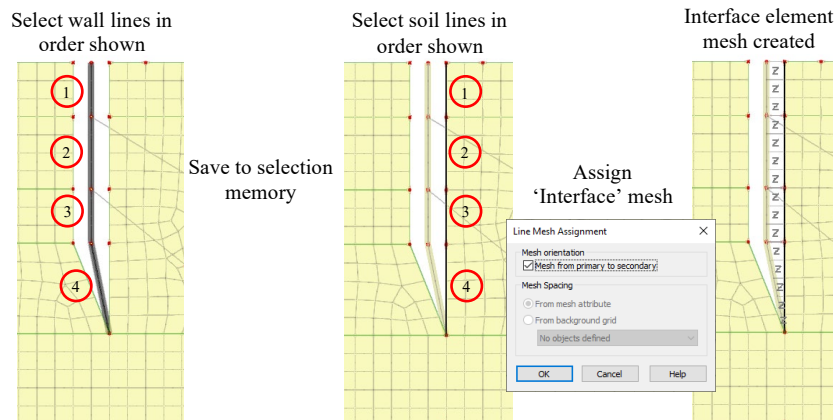 Select wall lines in
order shown
1
2
3
4
Save to selection
memory
Select soil lines in
order shown
1
2
3
4
Assign
‘Interface’ mesh
Line Mesh Assignment
Mesh orientation
Mesh from primary to secondary
Mesh Spacing
From mesh attribute
From background grid
No objects defined
OK
Cancel
Help
Interface element
mesh created
Z
Z
Z
Z
Z
Z
Z
Z
Z
Z
Z
Z
Z
Z